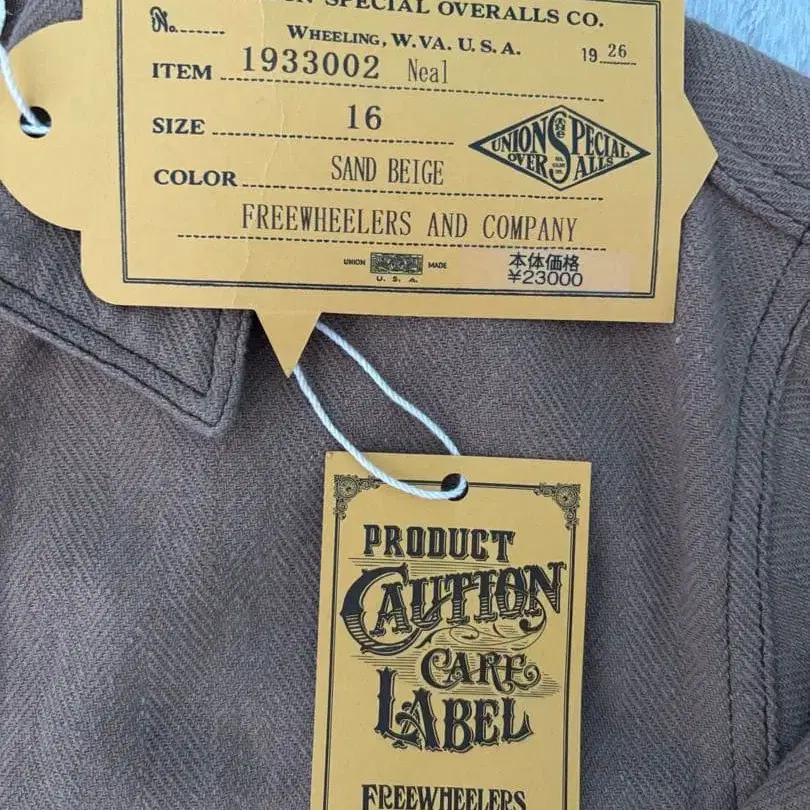 SPECIAL OVERALLS CO.
No.
WHEELING, W.VA. U.S.A.
19 26
ITEM 1933002 Neal
SIZE 16
UNION SPECIAL
OVERALLS
COLOR SAND BEIGE
FREEWHEELERS AND COMPANY
UNION MADE
U. S. A.
本体価格
¥23000
PRODUCT
CAUTION
CARE
LABEL
FREEWHEELERS